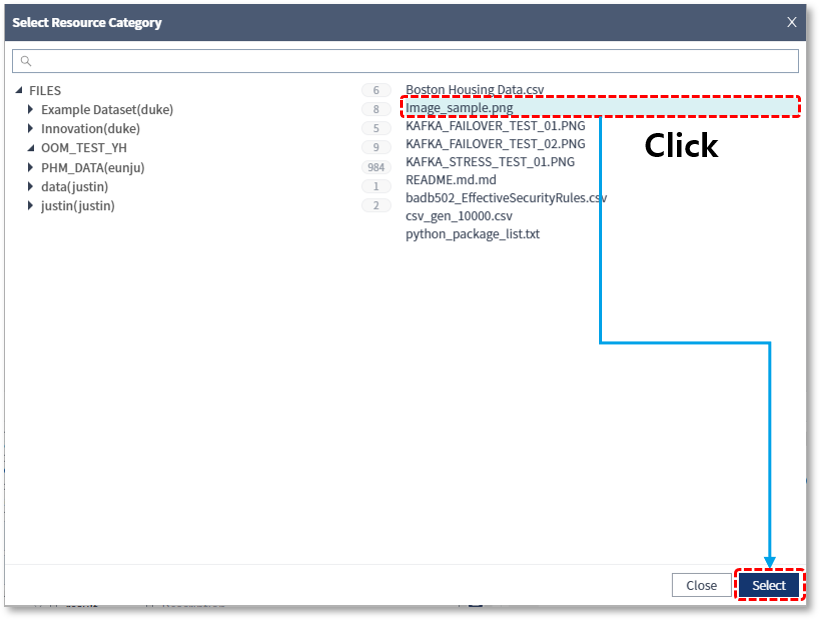 Select Resource Category X
FILES 6
Example Dataset(duke) 8
Innovation(duke) 5
OOM_TEST_YH 9
PHM_DATA(eunju) 984
data(justin) 1
justin(justin) 2
Boston Housing Data.csv
Image_sample.png
KAFKA_FAILOVER_TEST_01.PNG
KAFKA_FAILOVER_TEST_02.PNG
KAFKA_STRESS_TEST_01.PNG
README.md.md
badb502_EffectiveSecurityRules.csv
csv_gen_10000.csv
python_package_list.txt
Click
Close Select